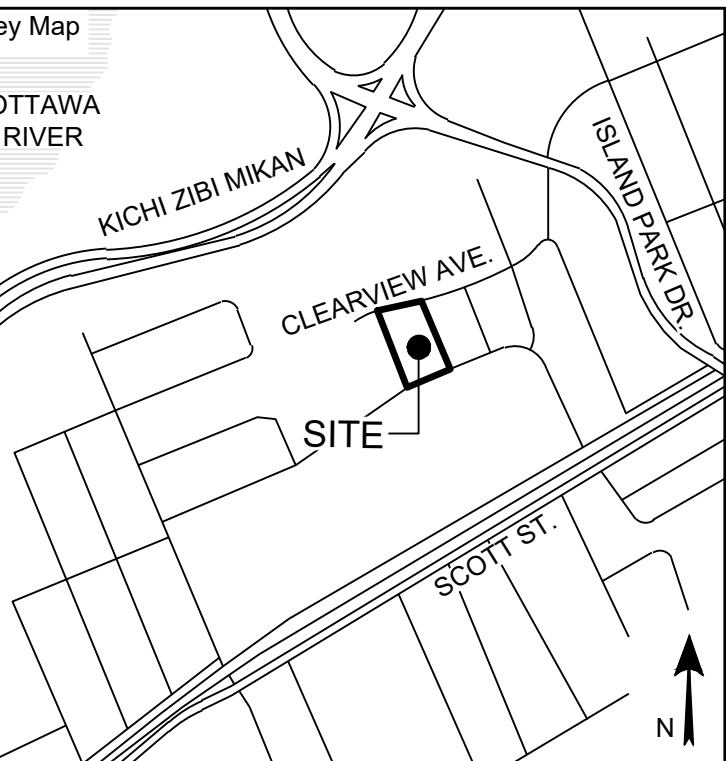 ey Map
OTTAWA
RIVER
KICHI ZIBI MIKAN
ISLAND PARK DR.
CLEARVIEW AVE.
SITE
SCOTT ST.
N